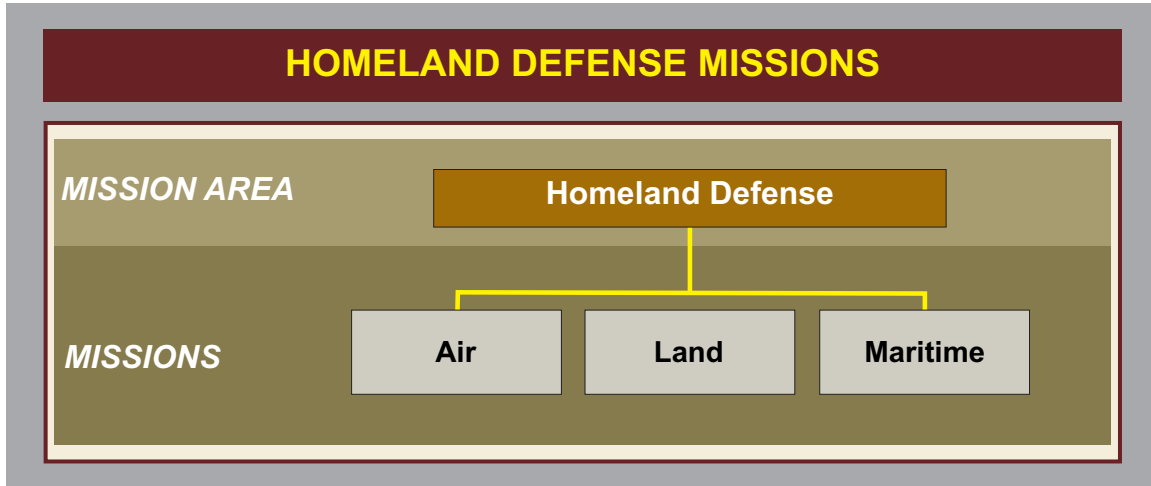 HOMELAND DEFENSE MISSIONS
MISSION AREA
Homeland Defense
MISSIONS
Air
Land
Maritime